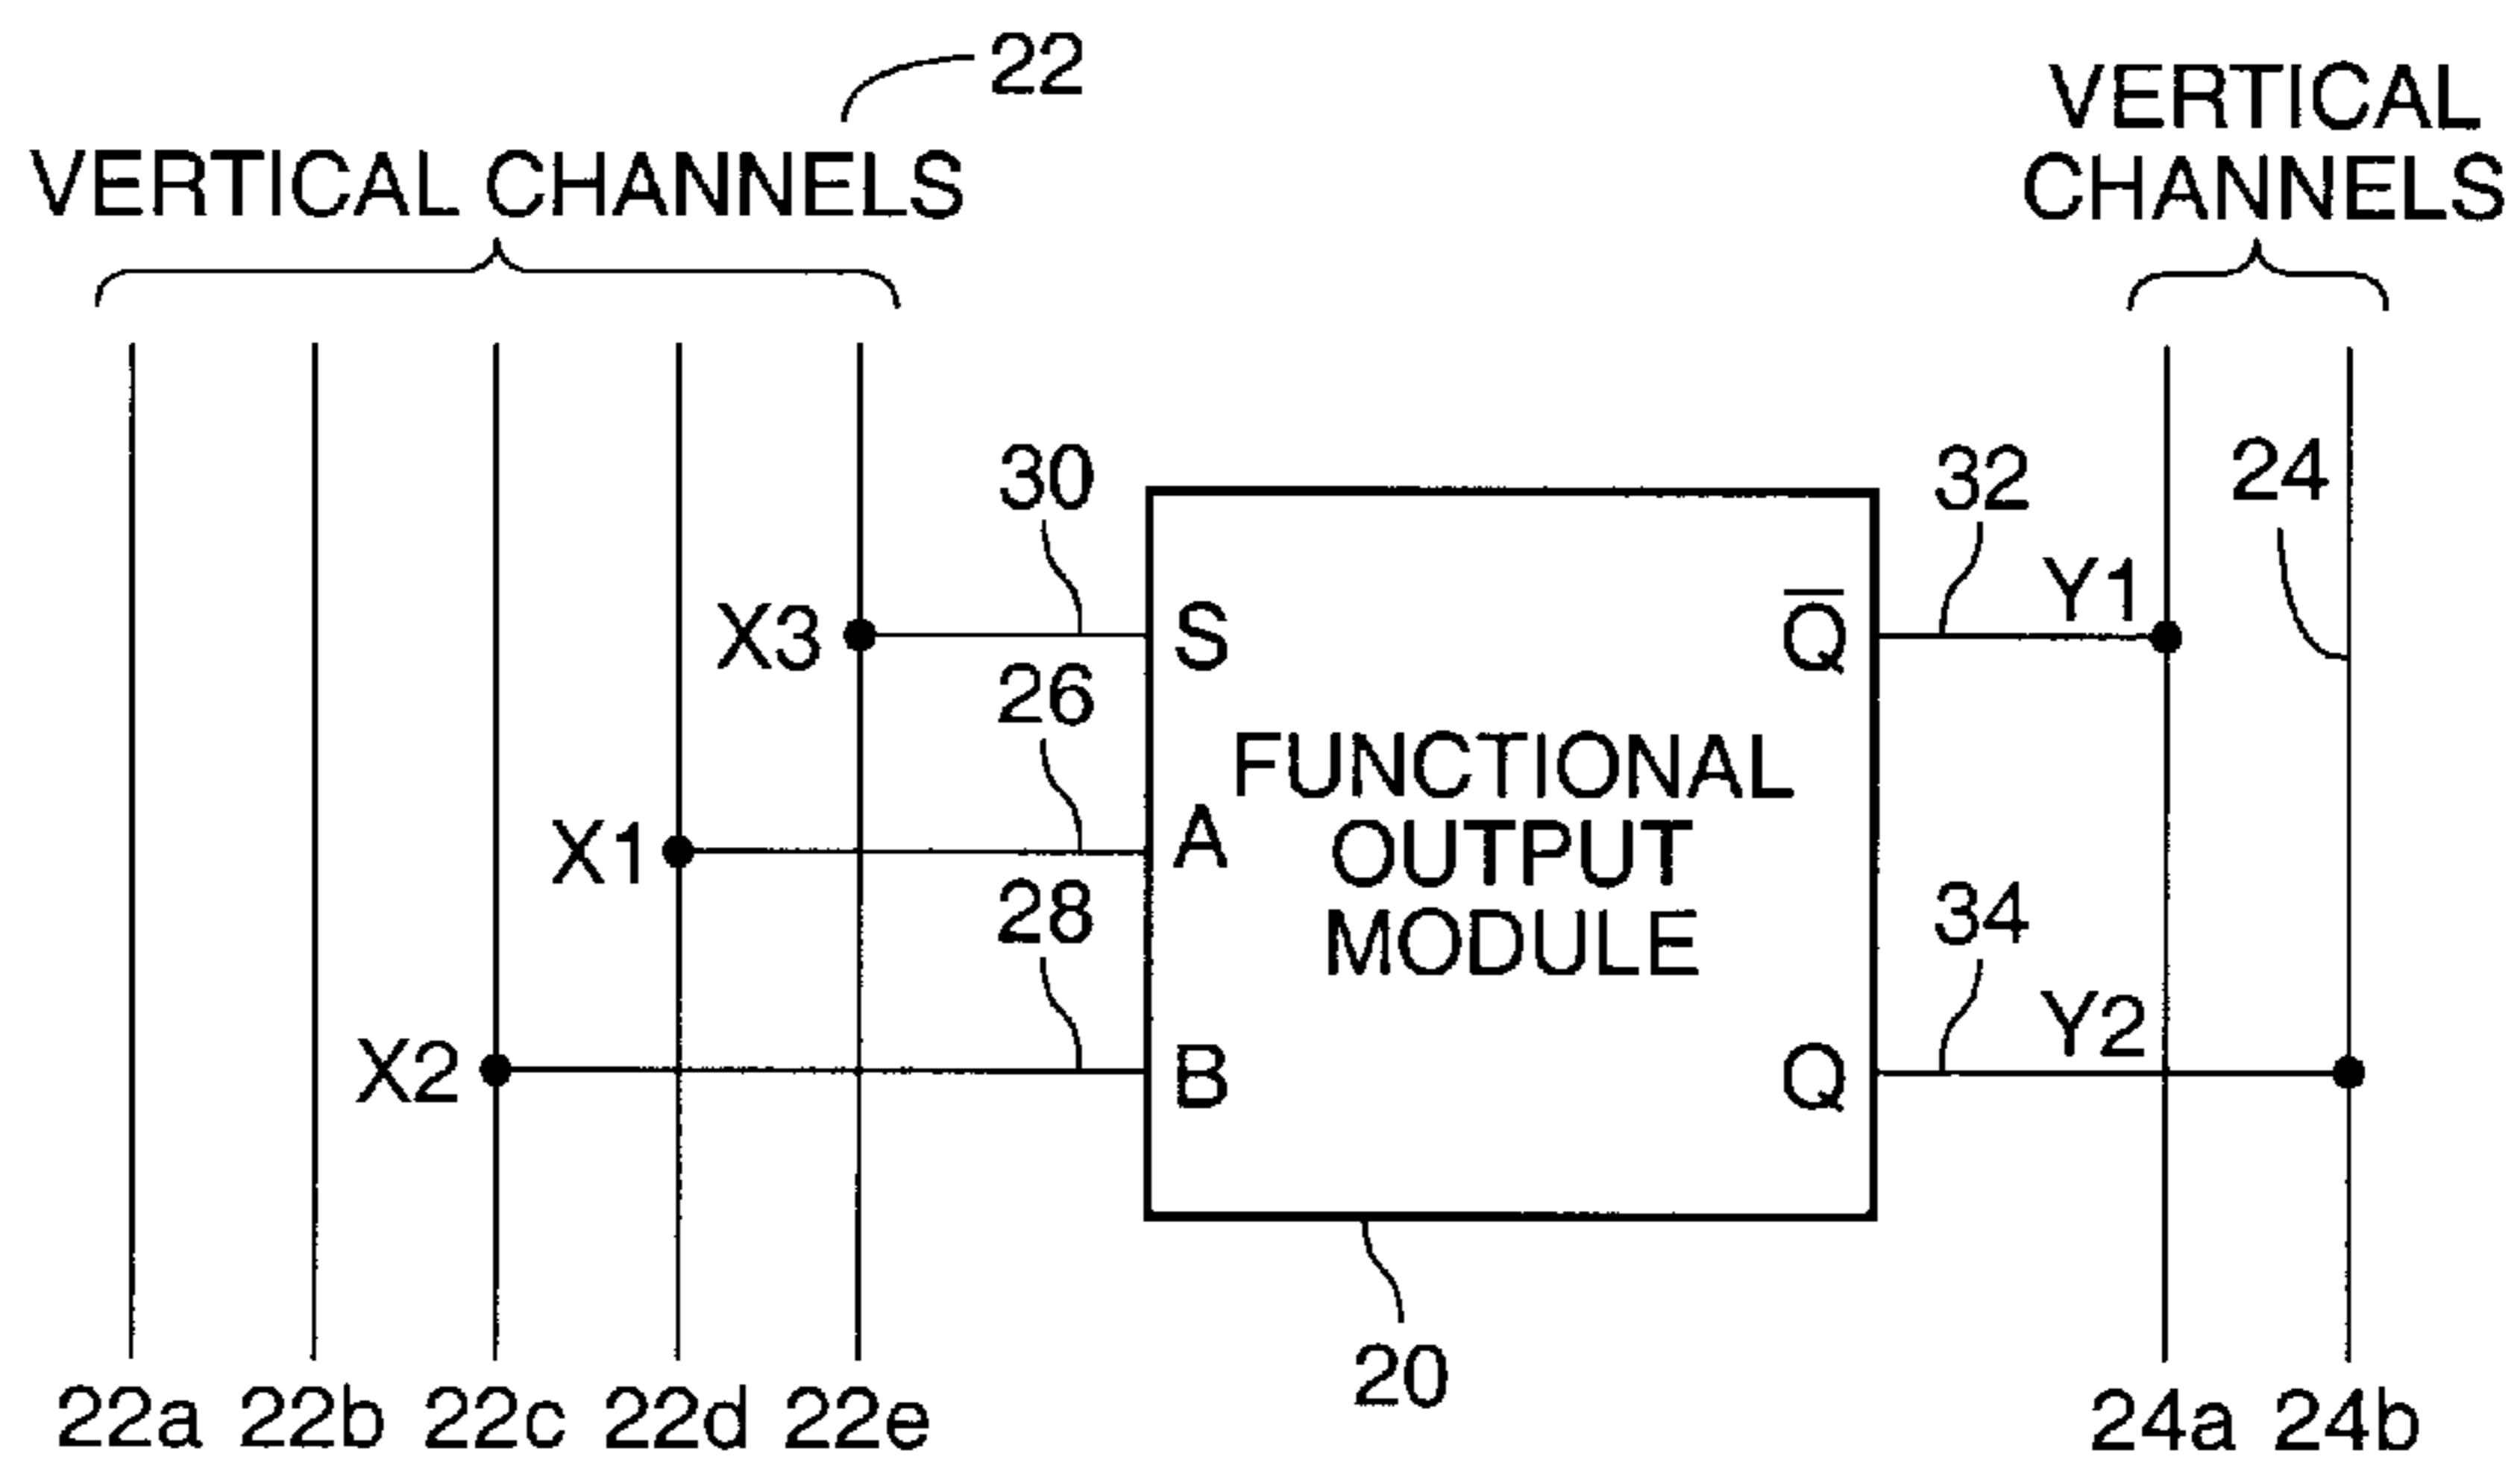 22
VERTICAL CHANNELS
VERTICAL
CHANNELS
30
32
24
X3
S
Q̅
Y1
26
FUNCTIONAL
X1
A
OUTPUT
28
MODULE
34
X2
B
Q
Y2
20
22a 22b 22c 22d 22e
24a 24b